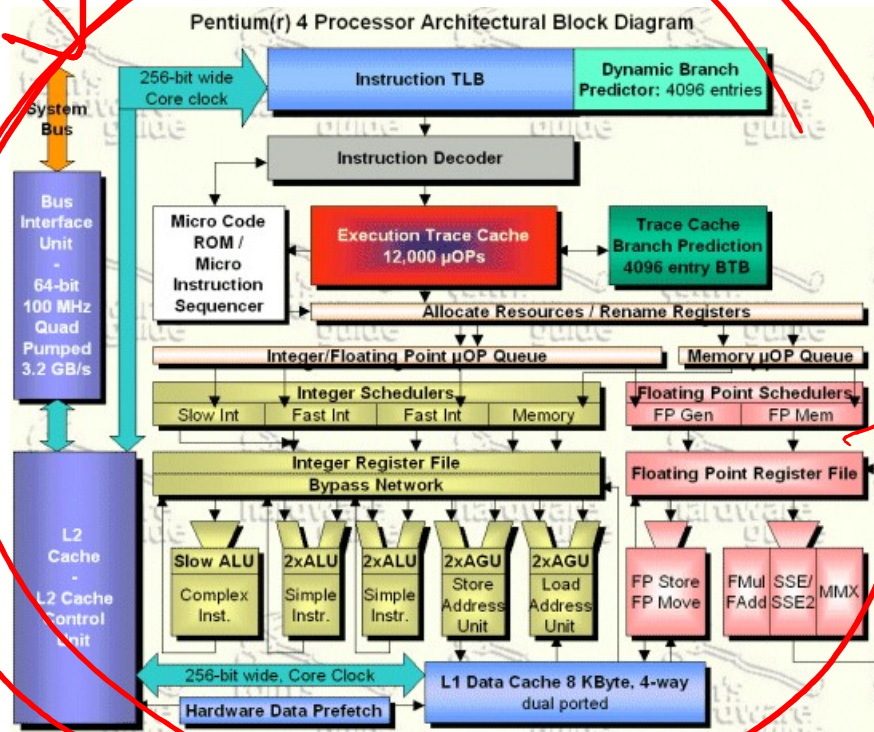 Pentium(r) 4 Processor Architectural Block Diagram
256-bit wide
Core clock
Instruction TLB
Dynamic Branch
Predictor: 4096 entries
System
Bus
Instruction Decoder
Bus
Interface
Unit
-
64-bit
100 MHz
Quad
Pumped
3.2 GB/s
Micro Code
ROM /
Micro
Instruction
Sequencer
Execution Trace Cache
12,000 µOPs
Trace Cache
Branch Prediction
4096 entry BTB
Allocate Resources / Rename Registers
Integer/Floating Point µOP Queue
Memory µOP Queue
Integer Schedulers
Slow Int
Fast Int
Fast Int
Memory
Floating Point Schedulers
FP Gen
FP Mem
Integer Register File
Bypass Network
Floating Point Register File
L2
Cache
-
L2 Cache
Control
Unit
Slow ALU
Complex
Inst.
2xALU
Simple
Instr.
2xALU
Simple
Instr.
2xAGU
Store
Address
Unit
2xAGU
Load
Address
Unit
FP Store
FP Move
FMul
FAdd
SSE/
SSE2
MMX
256-bit wide, Core Clock
L1 Data Cache 8 KByte, 4-way
dual ported
Hardware Data Prefetch